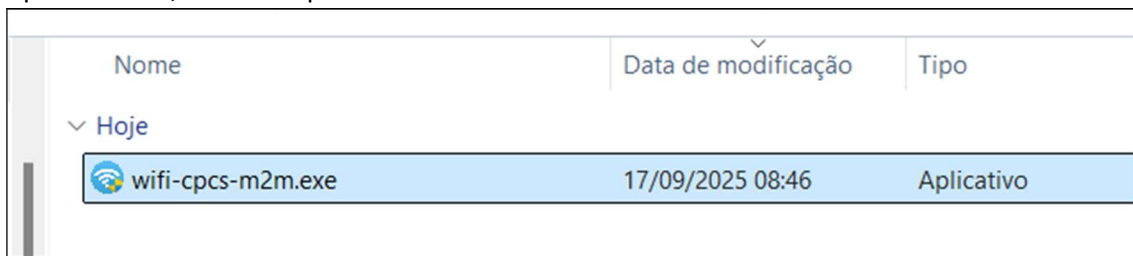 Nome Data de modificação Tipo
Hoje
wifi-cpcs-m2m.exe 17/09/2025 08:46 Aplicativo